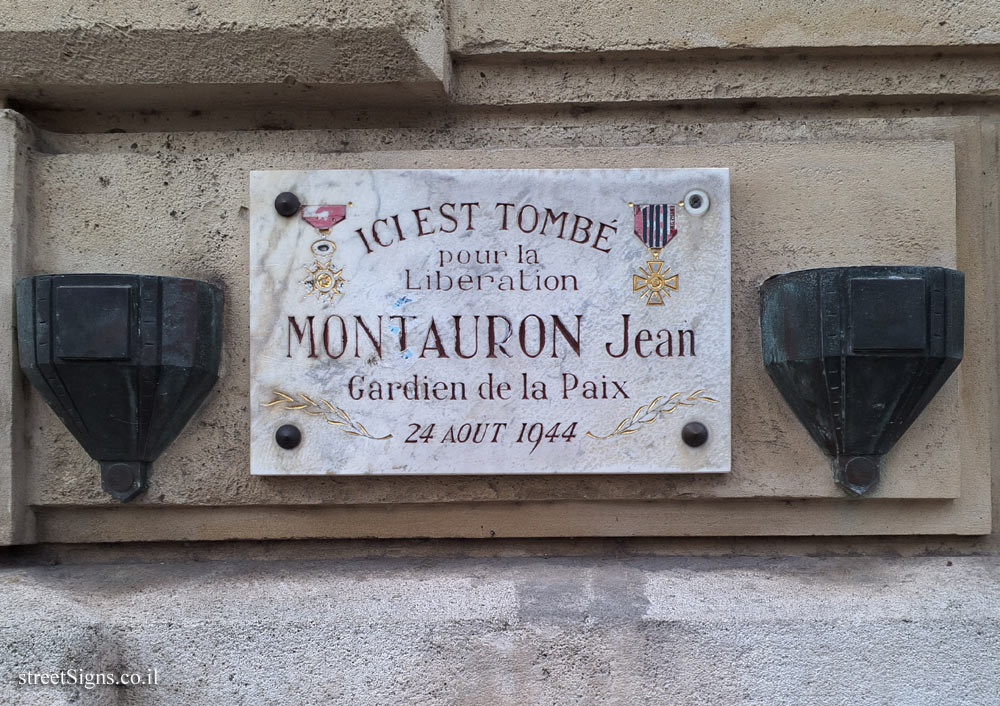 ICI EST TOMBÉ
pour la
Libération
MONTAURON Jean
Gardien de la Paix
24 AOUT 1944
streetSigns.co.il